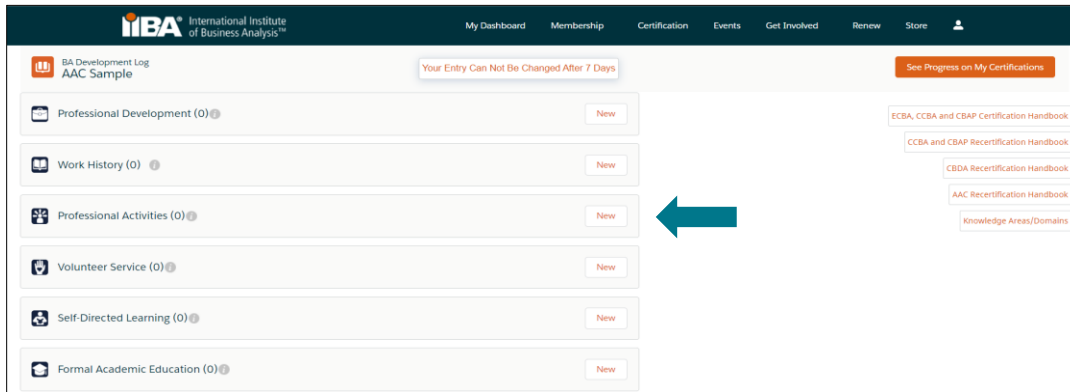 iiBA® International Institute of Business Analysis™
My Dashboard Membership Certification Events Get Involved Renew Store
BA Development Log
AAC Sample
Your Entry Can Not Be Changed After 7 Days
See Progress on My Certifications
Professional Development (0) New
Work History (0) New
Professional Activities (0) New
Volunteer Service (0) New
Self-Directed Learning (0) New
Formal Academic Education (0) New
ECBA, CCBA and CBAP Certification Handbook
CCBA and CBAP Recertification Handbook
CBDA Recertification Handbook
AAC Recertification Handbook
Knowledge Areas/Domains